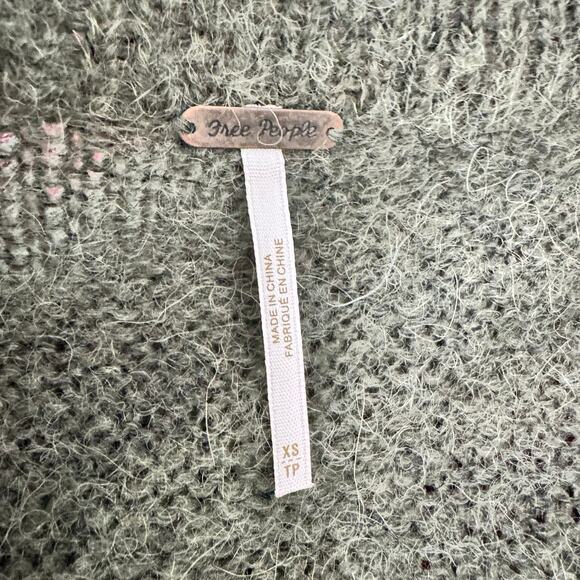 Free People
MADE IN CHINA
FABRIQUÉ EN CHINE
XS
TP